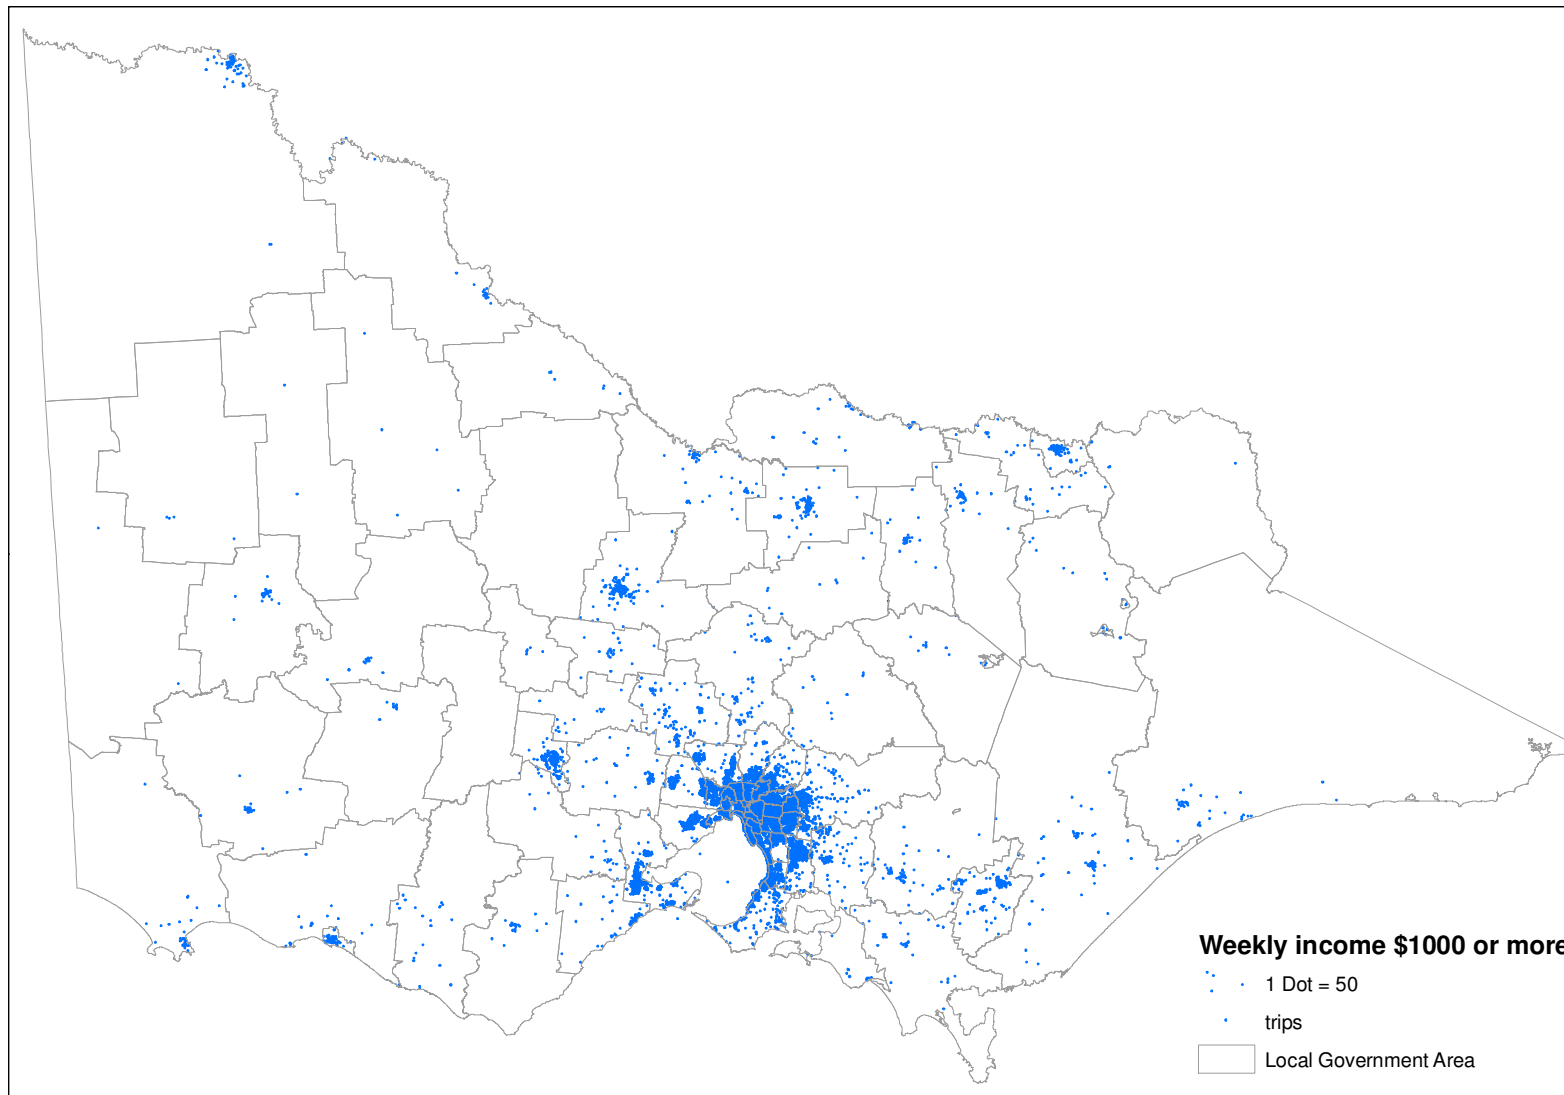 Weekly income $1000 or more
1 Dot = 50
trips
Local Government Area